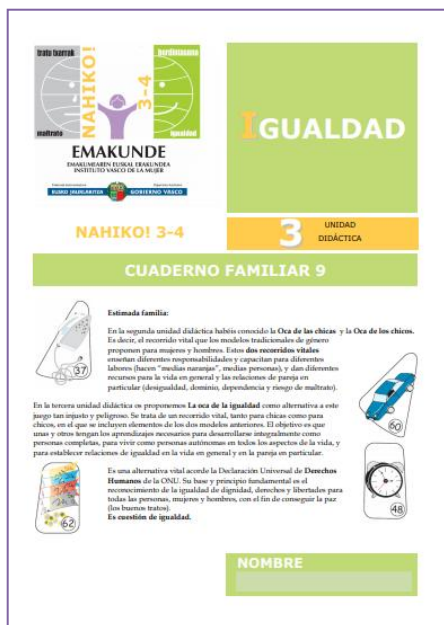 trato txarrak
berdintasuna
NAHIKO!
3-4
maltrato
igualdad
EMAKUNDE
EMAKUMEAREN EUSKAL ERAKUNDEA
INSTITUTO VASCO DE LA MUJER
EUSKO JAURLARITZA
GOBIERNO VASCO
IGUALDAD
NAHIKO! 3-4
3
UNIDAD
DIDÁCTICA
CUADERNO FAMILIAR 9
Estimada familia:
En la segunda unidad didáctica habéis conocido la Oca de las chicas y la Oca de los chicos.
Es decir, el recorrido vital que los modelos tradicionales de género
proponen para mujeres y hombres. Estos dos recorridos vitales
enseñan diferentes responsabilidades y capacitan para diferentes
labores (hacen "medias naranjas", medias personas), y dan diferentes
recursos para la vida en general y las relaciones de pareja en
particular (desigualdad, dominio, dependencia y riesgo de maltrato).
37
60
En la tercera unidad didáctica os proponemos La oca de la igualdad como alternativa a este
juego tan injusto y peligroso. Se trata de un recorrido vital, tanto para chicas como para
chicos, en el que se incluyen elementos de los dos modelos anteriores. El objetivo es que
unas y otros tengan los aprendizajes necesarios para desarrollarse integralmente como
personas completas, para vivir como personas autónomas en todos los aspectos de la vida, y
para establecer relaciones de igualdad en la vida en general y en la pareja en particular.
Es una alternativa vital acorde la Declaración Universal de Derechos
Humanos de la ONU. Su base y principio fundamental es el
reconocimiento de la igualdad de dignidad, derechos y libertades para
todas las personas, mujeres y hombres, con el fin de conseguir la paz
(los buenos tratos).
Es cuestión de igualdad.
62
48
NOMBRE